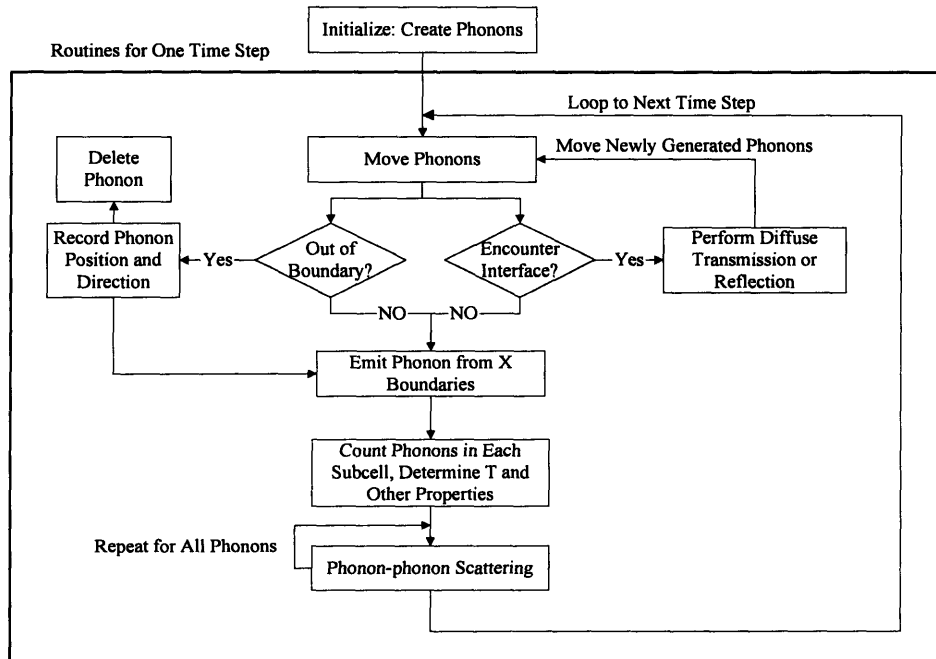 Initialize: Create Phonons
Routines for One Time Step
Loop to Next Time Step
Move Newly Generated Phonons
Move Phonons
Delete
Phonon
Record Phonon
Position and
Direction
Yes
Out of
Boundary?
Encounter
Interface?
Yes
Perform Diffuse
Transmission or
Reflection
NO
NO
Emit Phonon from X
Boundaries
Count Phonons in Each
Subcell, Determine T and
Other Properties
Repeat for All Phonons
Phonon-phonon Scattering